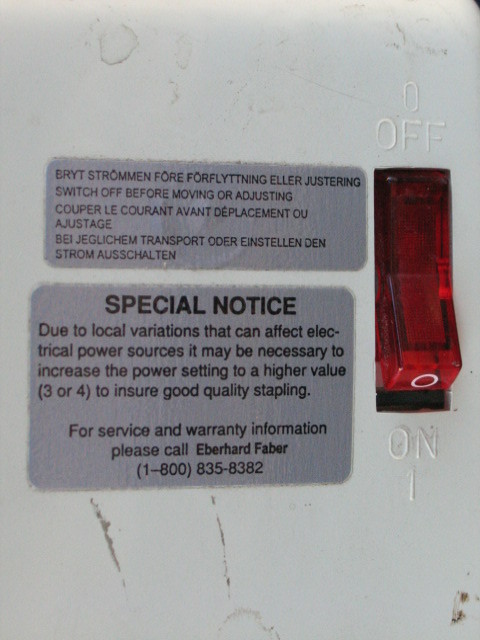 0
OFF
BRYT STRÖMMEN FÖRE FÖRFLYTTNING ELLER JUSTERING
SWITCH OFF BEFORE MOVING OR ADJUSTING
COUPER LE COURANT AVANT DÉPLACEMENT OU
AJUSTAGE
BEI JEGLICHEM TRANSPORT ODER EINSTELLEN DEN
STROM AUSSCHALTEN
SPECIAL NOTICE
Due to local variations that can affect elec-
trical power sources it may be necessary to
increase the power setting to a higher value
(3 or 4) to insure good quality stapling.
For service and warranty information
please call Eberhard Faber
(1–800) 835-8382
O
ON
I